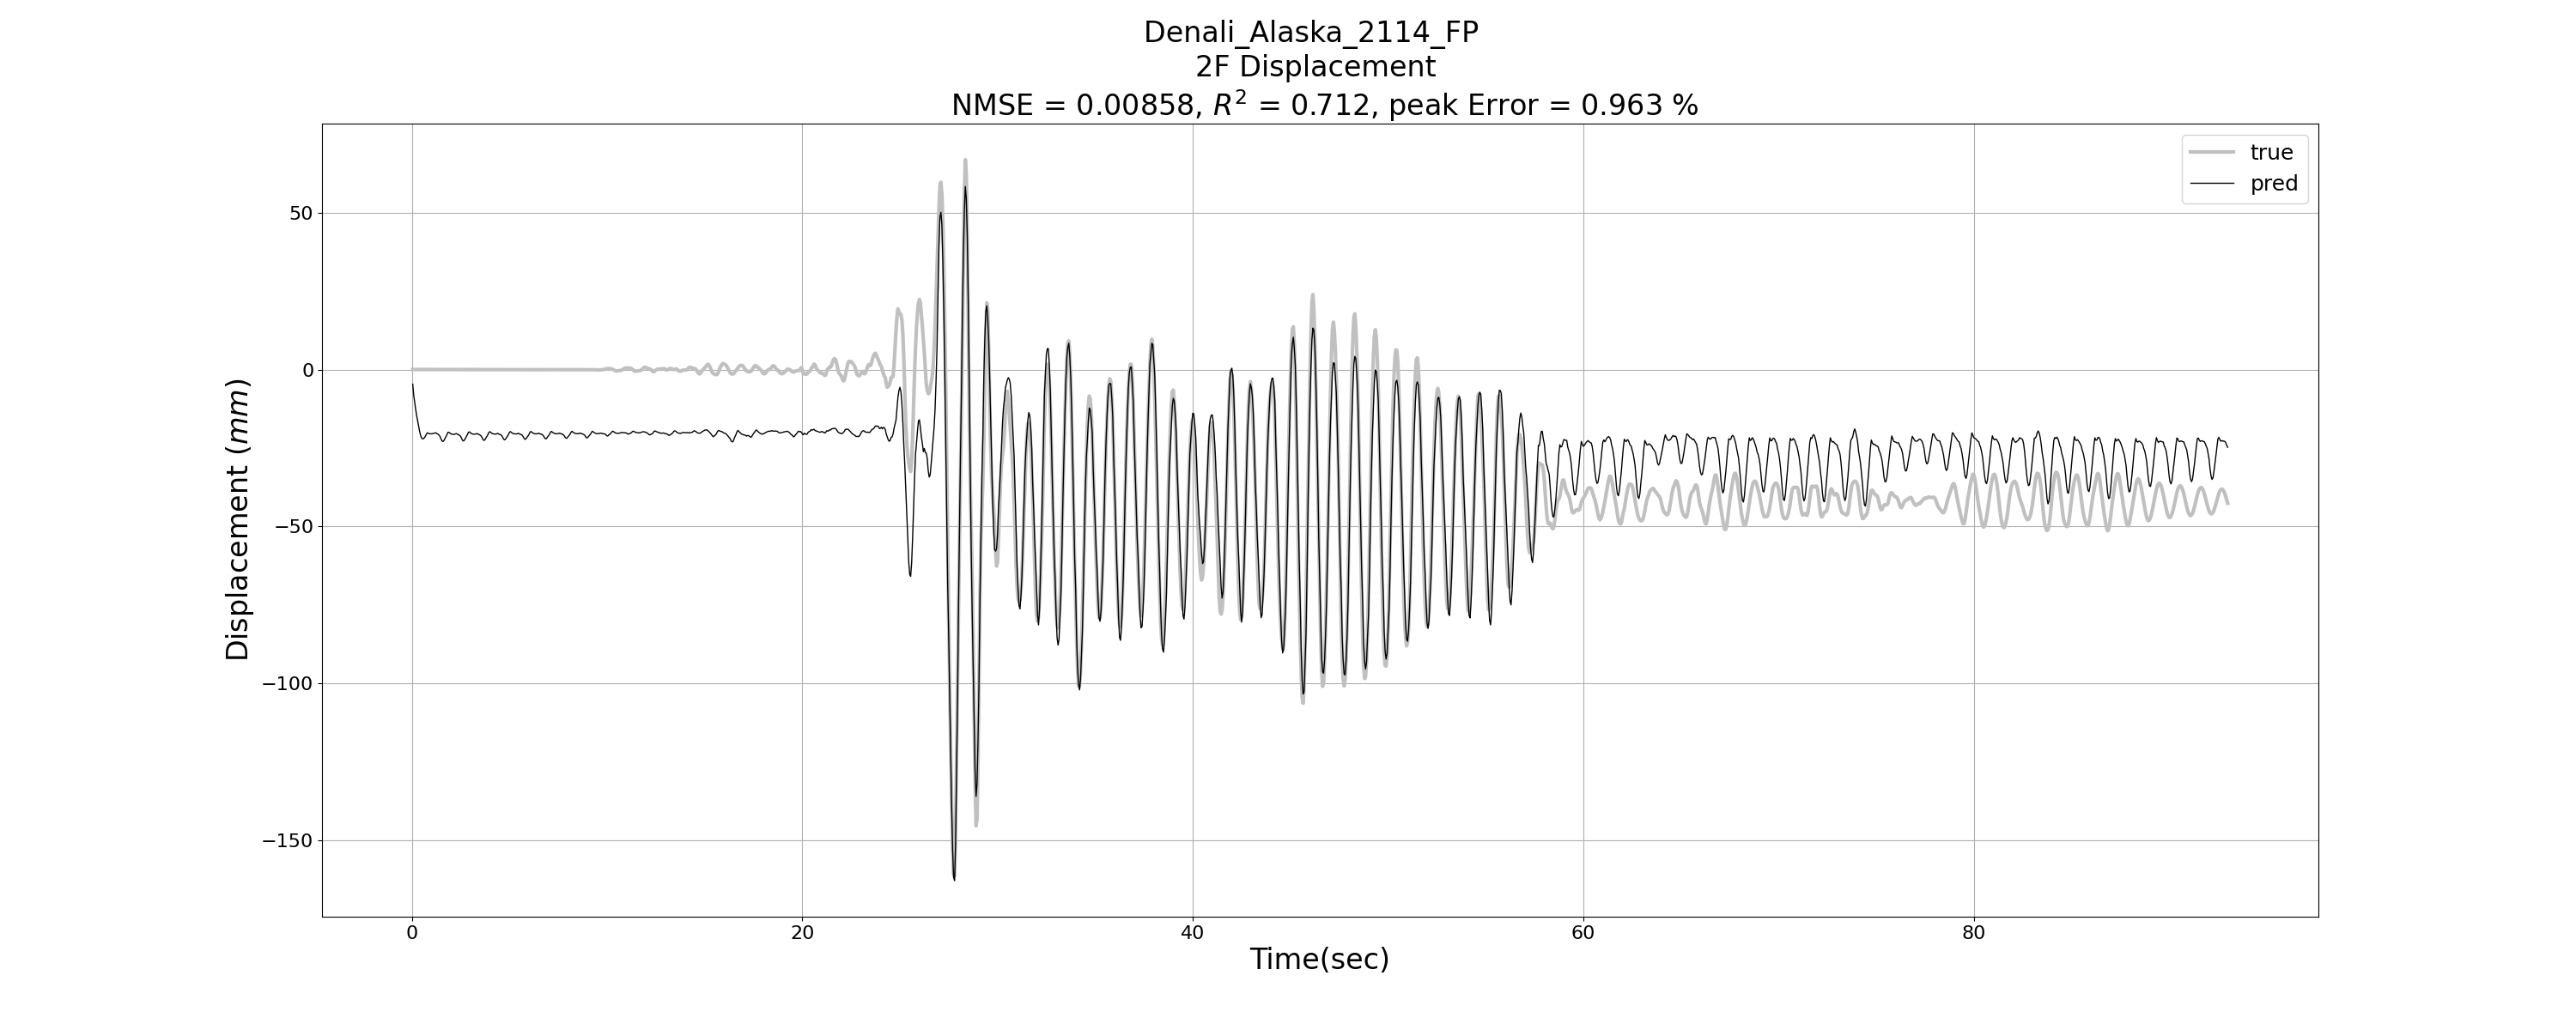 Denali_Alaska_2114_FP
2F Displacement
NMSE = 0.00858, R² = 0.712, peak Error = 0.963 %
true
pred
50
0
−50
−100
−150
Displacement (mm)
0
20
40
60
80
Time(sec)